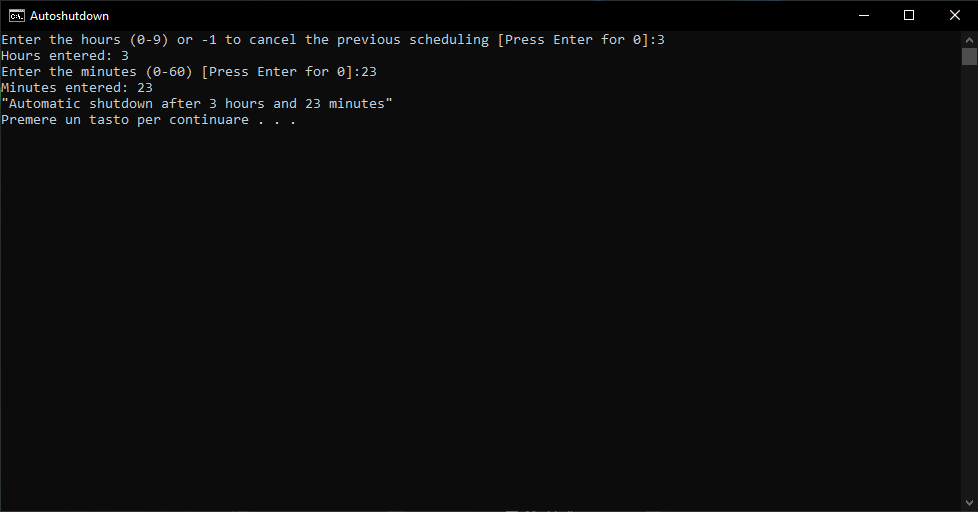 Autoshutdown
Enter the hours (0-9) or -1 to cancel the previous scheduling [Press Enter for 0]:3
Hours entered: 3
Enter the minutes (0-60) [Press Enter for 0]:23
Minutes entered: 23
"Automatic shutdown after 3 hours and 23 minutes"
Premere un tasto per continuare . . .